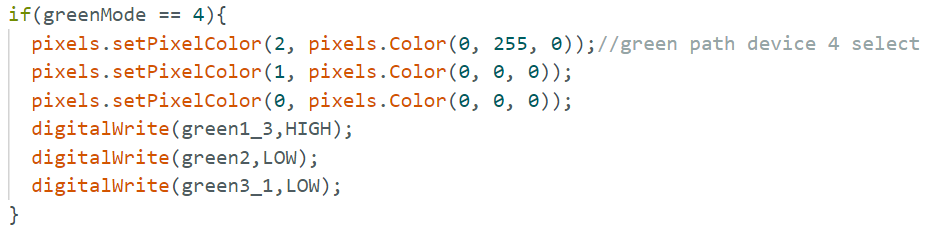 if(greenMode == 4){
  pixels.setPixelColor(2, pixels.Color(0, 255, 0));//green path device 4 select
  pixels.setPixelColor(1, pixels.Color(0, 0, 0));
  pixels.setPixelColor(0, pixels.Color(0, 0, 0));
  digitalWrite(green1_3,HIGH);
  digitalWrite(green2,LOW);
  digitalWrite(green3_1,LOW);
}